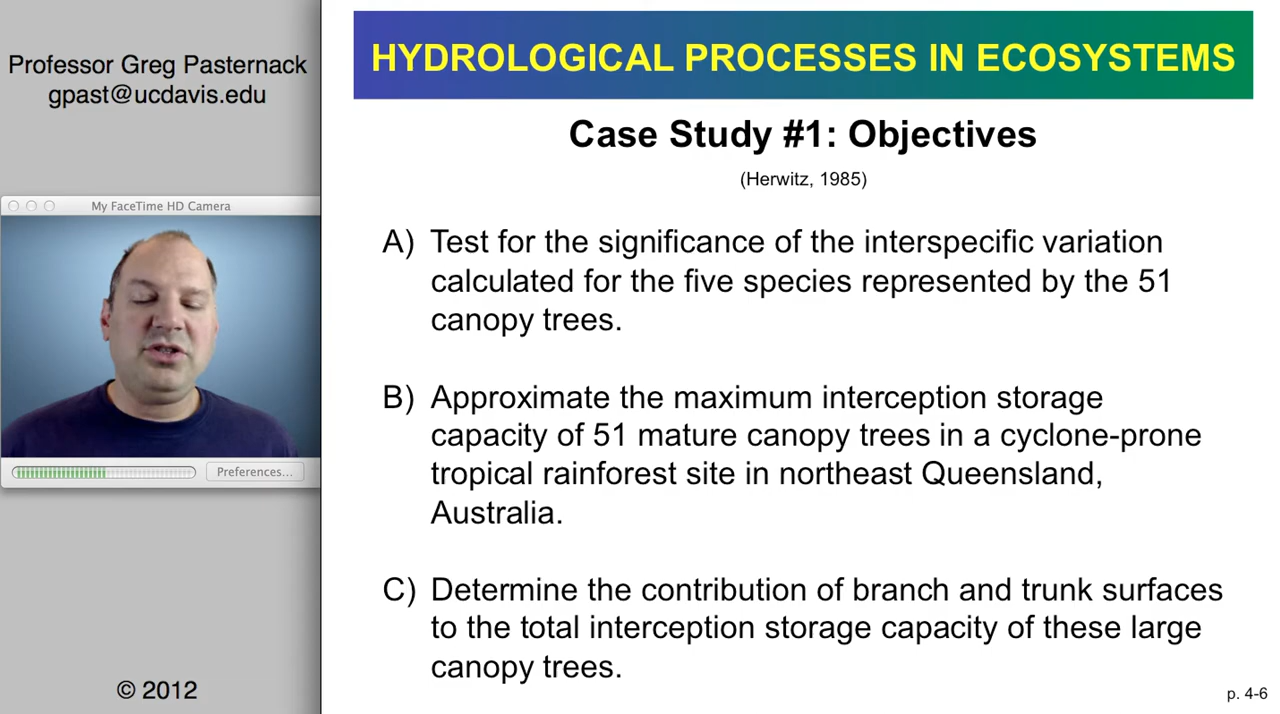 Professor Greg Pasternack
gpast@ucdavis.edu
My FaceTime HD Camera
Preferences...
© 2012
HYDROLOGICAL PROCESSES IN ECOSYSTEMS
Case Study #1: Objectives
(Herwitz, 1985)
A) Test for the significance of the interspecific variation
calculated for the five species represented by the 51
canopy trees.
B) Approximate the maximum interception storage
capacity of 51 mature canopy trees in a cyclone-prone
tropical rainforest site in northeast Queensland,
Australia.
C) Determine the contribution of branch and trunk surfaces
to the total interception storage capacity of these large
canopy trees.
p. 4-6